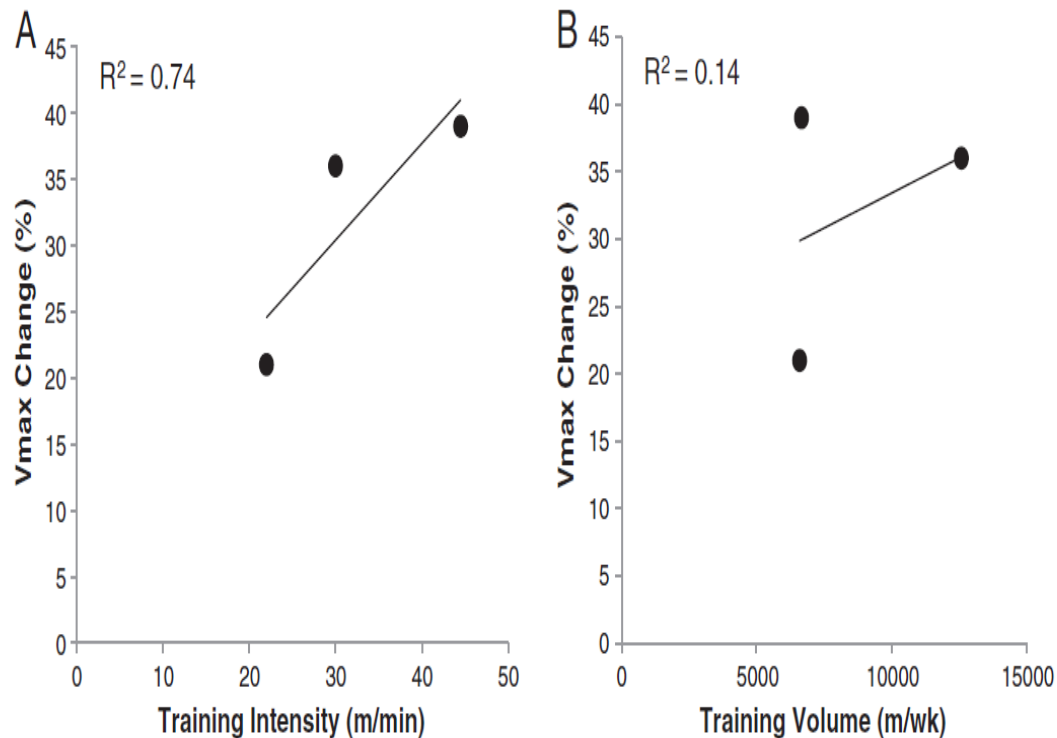 A
R² = 0.74
Vmax Change (%)
45
40
35
30
25
20
15
10
5
0
0 10 20 30 40 50
Training Intensity (m/min)
B
R² = 0.14
Vmax Change (%)
45
40
35
30
25
20
15
10
5
0
0 5000 10000 15000
Training Volume (m/wk)